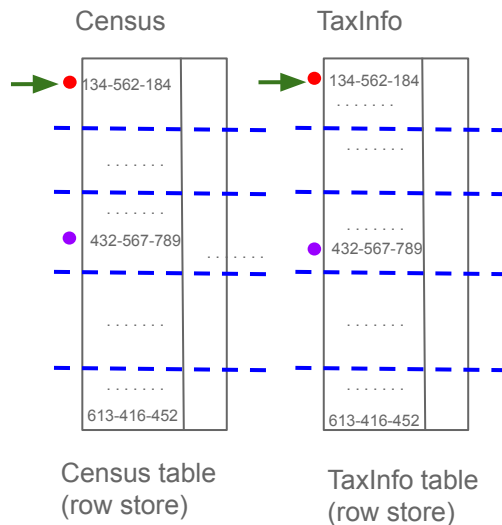 Census
TaxInfo
134-562-184
. . . . . . .
. . . . . . .
432-567-789
. . . . . . .
. . . . . . .
. . . . . . .
613-416-452
134-562-184
. . . . . . .
. . . . . . .
. . . . . . .
432-567-789
. . . . . . .
. . . . . . .
613-416-452
Census table
(row store)
TaxInfo table
(row store)